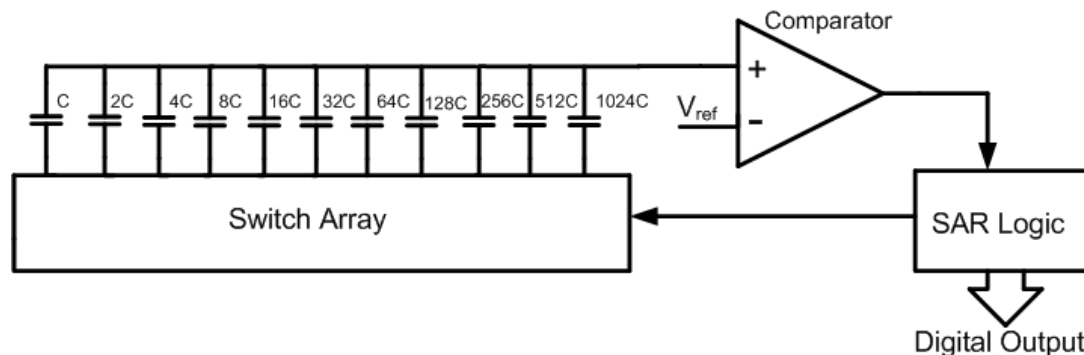 Comparator
C 2C 4C 8C 16C 32C 64C 128C 256C 512C 1024C
+
Vref
-
Switch Array
SAR Logic
Digital Output